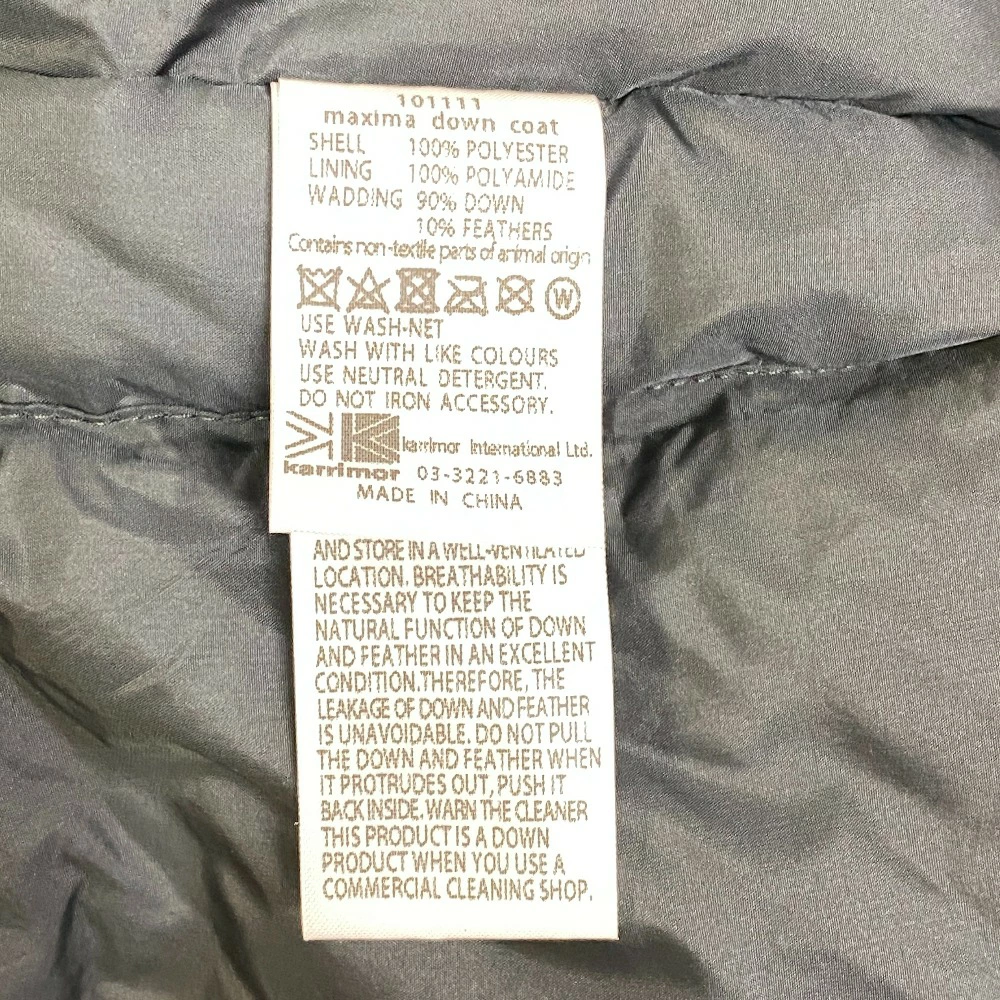 101111
maxima down coat
SHELL 100% POLYESTER
LINING 100% POLYAMIDE
WADDING 90% DOWN
10% FEATHERS
Contains non-textile parts of animal origin
W
USE WASH-NET
WASH WITH LIKE COLOURS
USE NEUTRAL DETERGENT.
DO NOT IRON ACCESSORY.
karrimor International Ltd.
karrimor 03-3221-6883
MADE IN CHINA
AND STORE IN A WELL-VENTILATED
LOCATION. BREATHABILITY IS
NECESSARY TO KEEP THE
NATURAL FUNCTION OF DOWN
AND FEATHER IN AN EXCELLENT
CONDITION.THEREFORE, THE
LEAKAGE OF DOWN AND FEATHER
IS UNAVOIDABLE. DO NOT PULL
THE DOWN AND FEATHER WHEN
IT PROTRUDES OUT, PUSH IT
BACK INSIDE. WARN THE CLEANER
THIS PRODUCT IS A DOWN
PRODUCT WHEN YOU USE A
COMMERCIAL CLEANING SHOP.